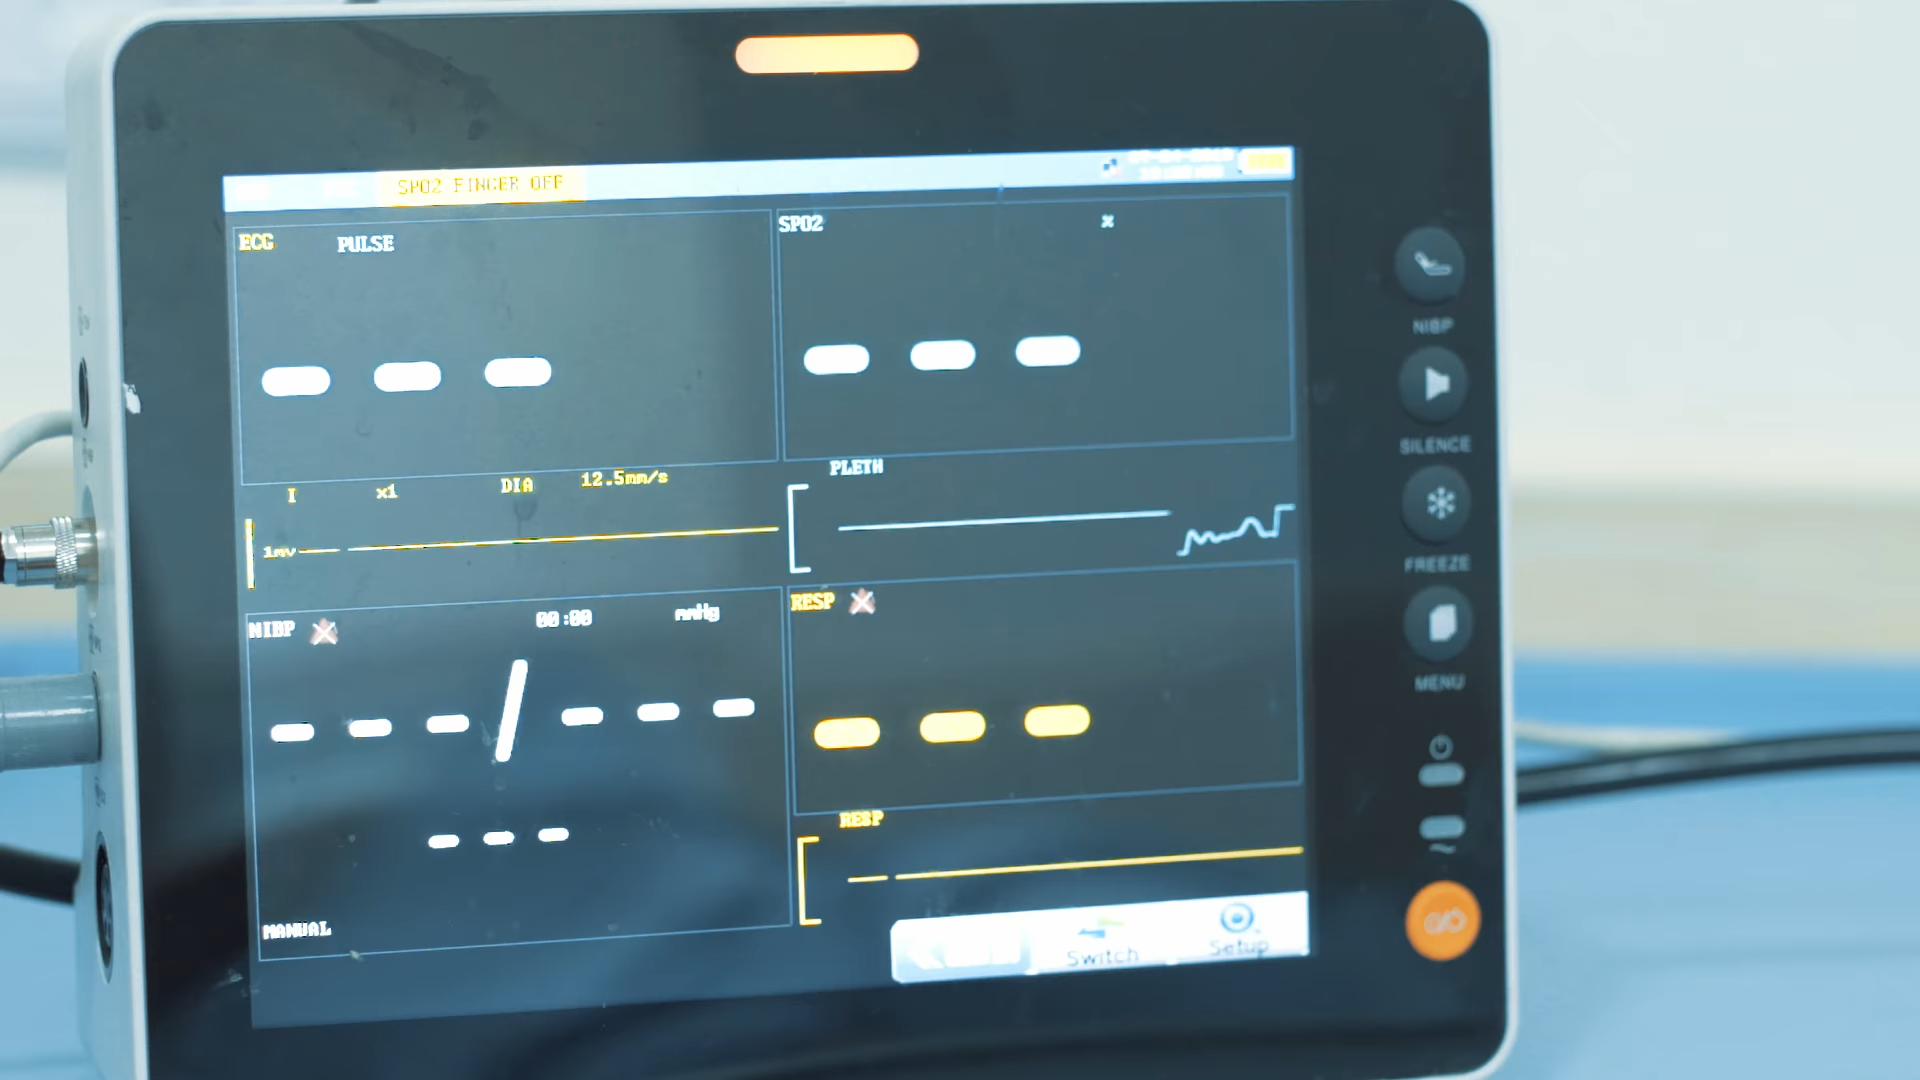 SPO2 FINGER OFF
ECG PULSE
SPO2 %
--- ---
I x1 DIA 12.5mm/s
1mv
PLETH
NIBP 00:00 mmHg
---/---
---
MANUAL
RESP
---
RESP
Switch Setup
NIBP
SILENCE
FREEZE
MENU